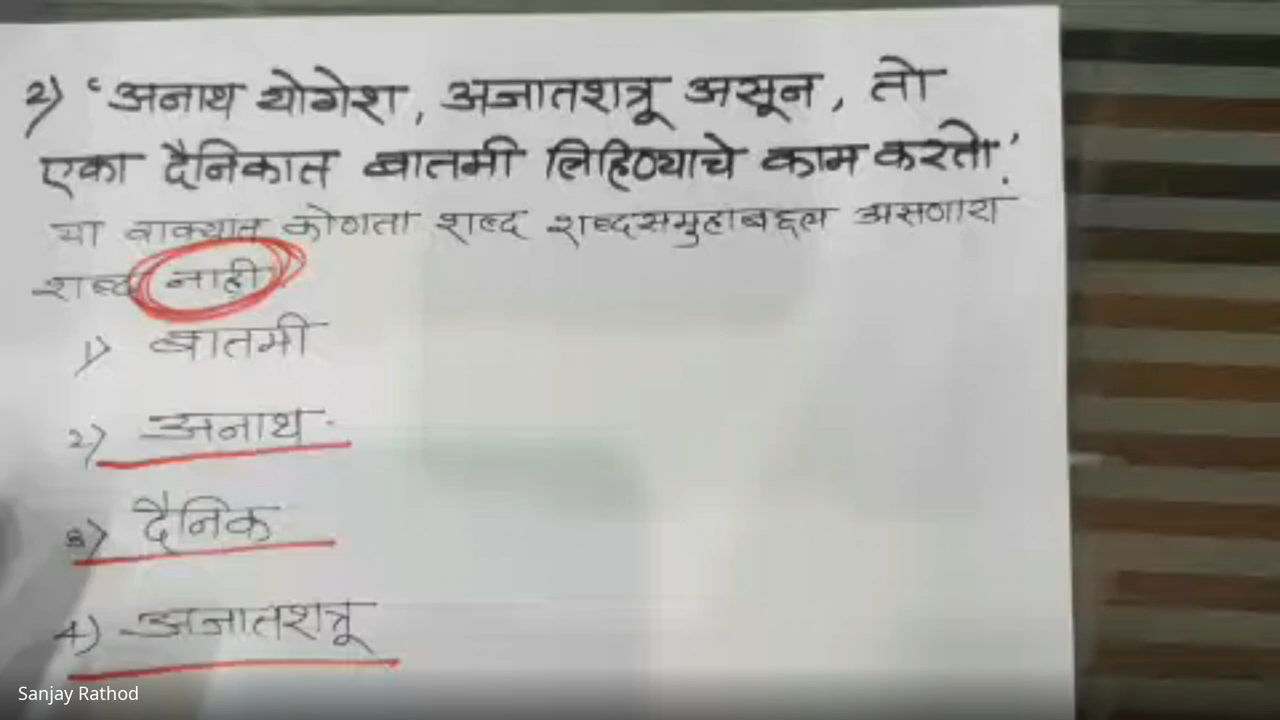 २) 'अनाथ योगेश, अजातशत्रू असून, तो
एका दैनिकात बातमी लिहिण्याचे काम करतो.'
या वाक्यात कोणता शब्द शब्दसमुहाबद्दल असणारा
शब्द नाही
१) बातमी
२) अनाथ.
३) दैनिक
४) अजातशत्रू
Sanjay Rathod